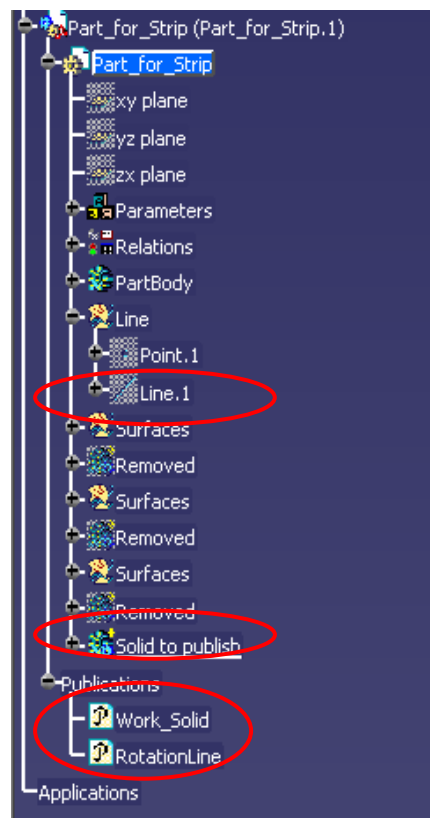 Part_for_Strip (Part_for_Strip.1)
Part_for_Strip
xy plane
yz plane
zx plane
Parameters
Relations
PartBody
Line
Point.1
Line.1
Surfaces
Removed
Surfaces
Removed
Surfaces
Removed
Solid to publish
Publications
Work_Solid
RotationLine
Applications